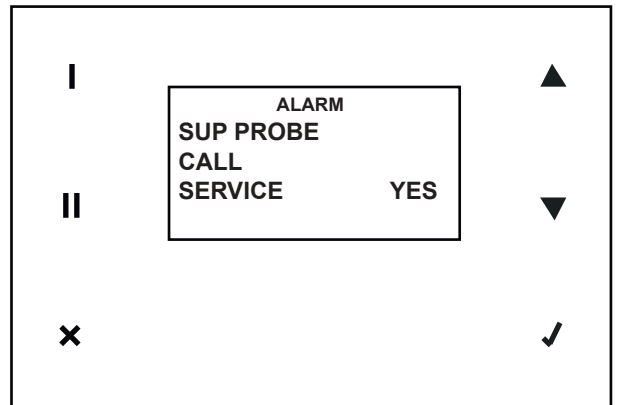 I
ALARM
SUP PROBE
CALL
SERVICE YES
II